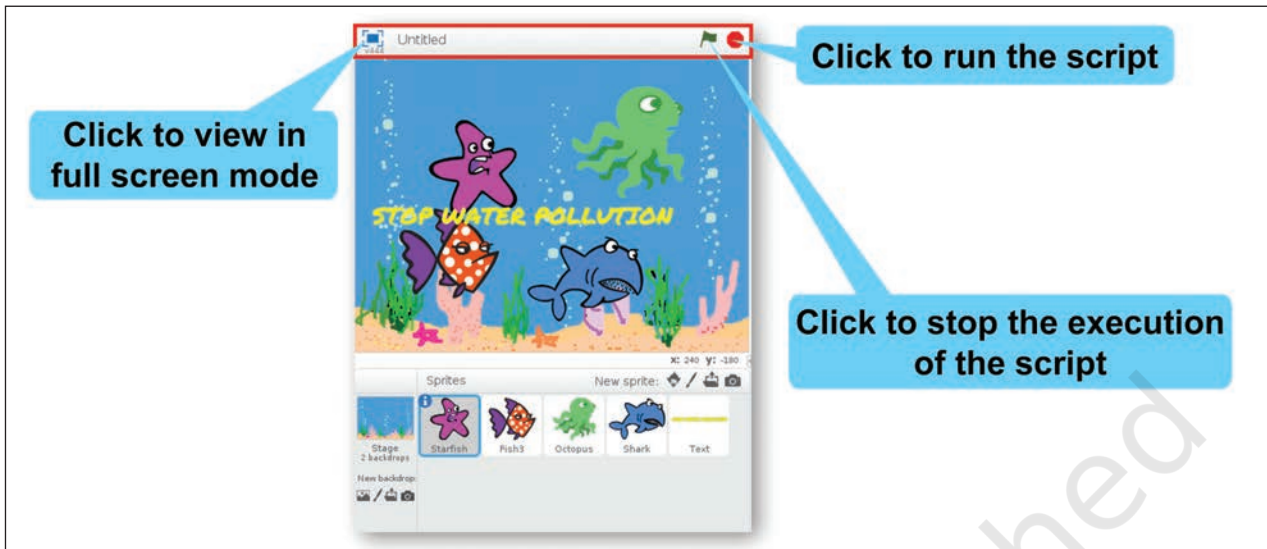 Untitled
Click to run the script
Click to view in
full screen mode
STOP WATER POLLUTION
Click to stop the execution
of the script
x: 240 y: -180
Sprites
New sprite:
Stage
2 backdrops
Starfish
Fish3
Octopus
Shark
Text
New backdrop
hed